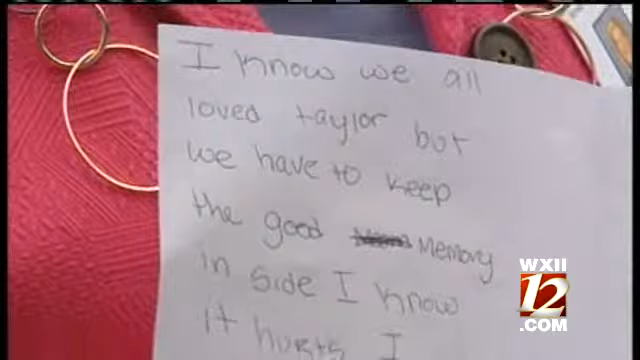 I know we all
loved taylor but
we have to keep
the good Memory
in side I know
it hurts I
WXII
12
.COM